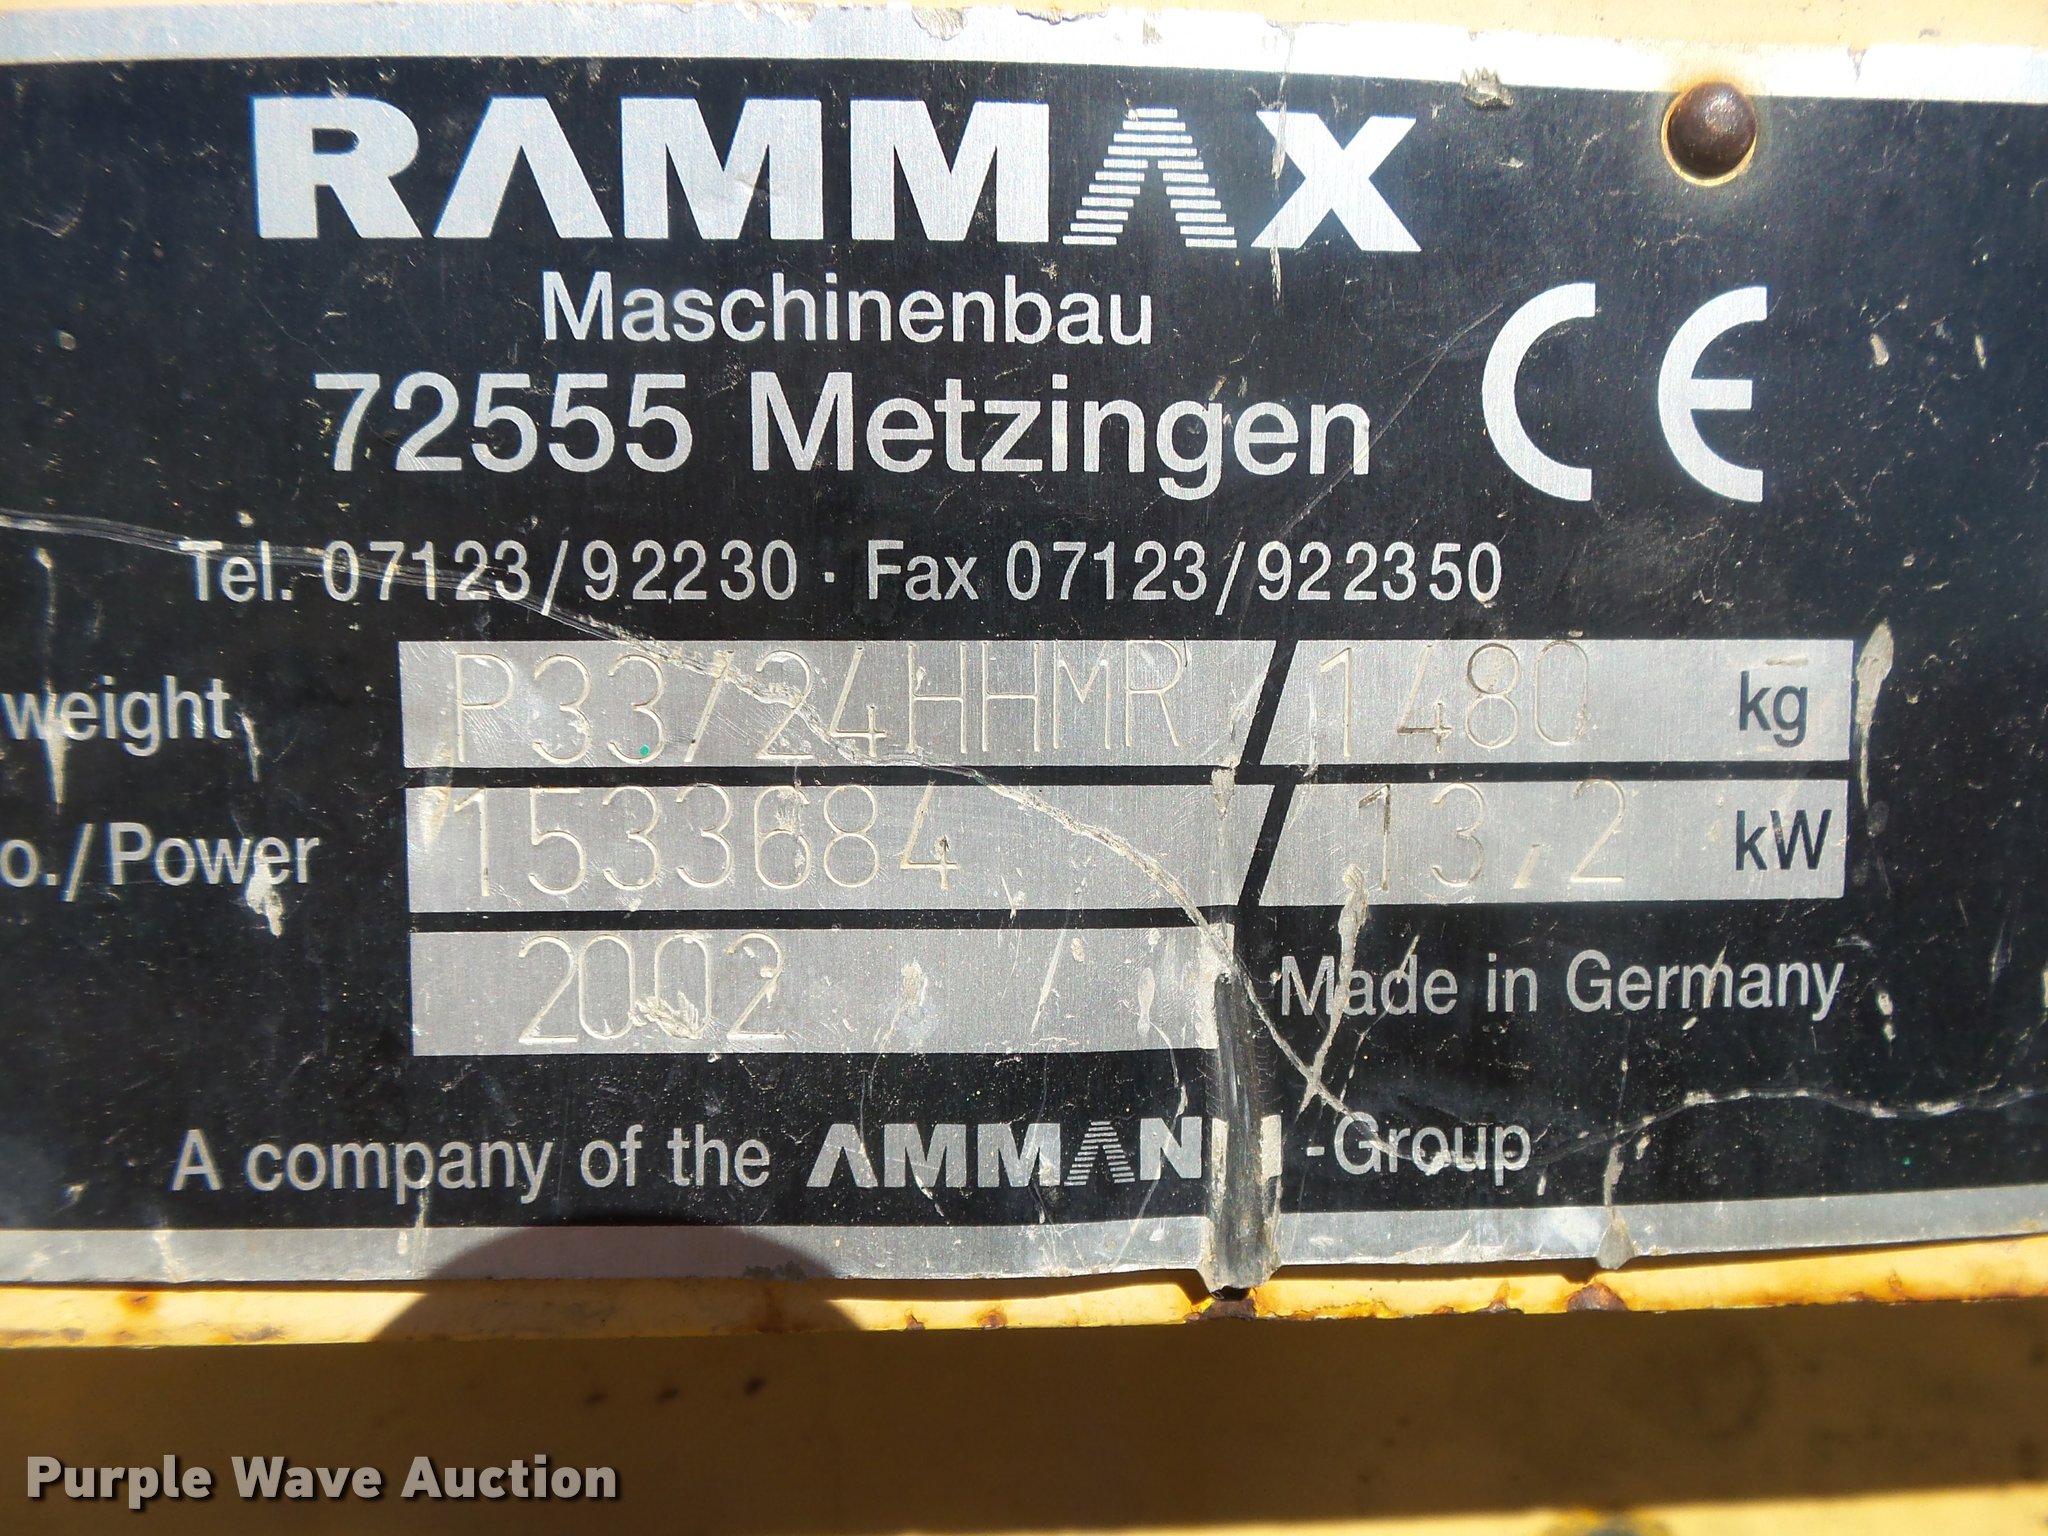 RAMMAX
Maschinenbau
72555 Metzingen CE
Tel. 07123/92230 · Fax 07123/922350
weight P33/24HHMR / 1480 kg
o./Power 1533684 / 13,2 kW
2002 Made in Germany
A company of the AMMANN-Group
Purple Wave Auction